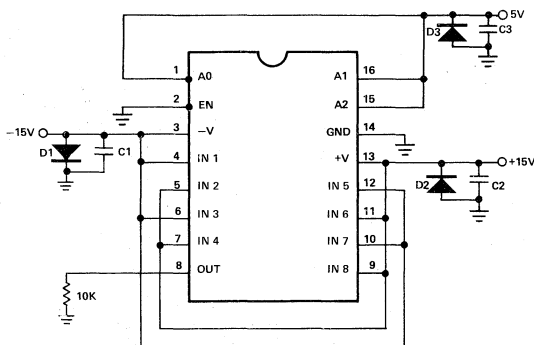 5V
D3
C3
1 A0 A1 16
2 EN A2 15
-15V
3 -V GND 14
D1
C1
4 IN 1 +V 13
+15V
5 IN 2 IN 5 12
D2
C2
6 IN 3 IN 6 11
7 IN 4 IN 7 10
8 OUT IN 8 9
10K